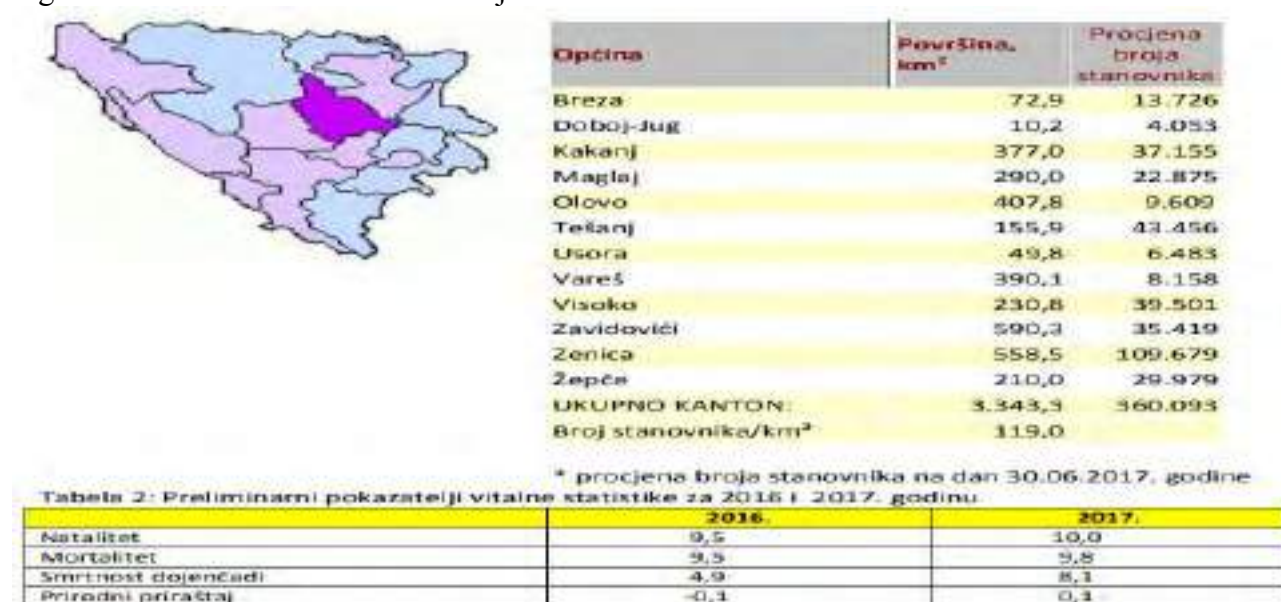 Općina Površina, km² Procjena broja stanovnika
Breza 72,9 13.726
Doboj-Jug 10,2 4.053
Kakanj 377,0 37.155
Maglaj 290,0 22.875
Olovo 407,8 9.609
Tešanj 155,9 43.456
Usora 49,8 6.483
Vareš 390,1 8.158
Visoko 230,8 39.501
Zavidovići 590,3 35.419
Zenica 558,5 109.679
Žepče 210,0 29.979
UKUPNO KANTON: 3.343,3 360.093
Broj stanovnika/km² 119,0
* procjena broja stanovnika na dan 30.06.2017. godine
Tabela 2: Preliminarni pokazatelji vitalne statistike za 2016 i 2017. godinu
2016. 2017.
Natalitet 9,5 10,0
Mortalitet 9,5 9,8
Smrtnost dojenčadi 4,9 8,1
Prirodni priraštaj -0,1 0,1